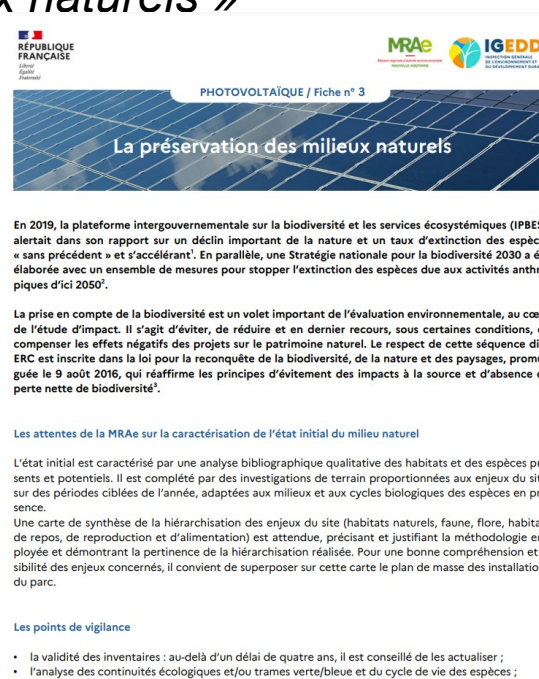 x naturels »
RÉPUBLIQUE
FRANÇAISE
Liberté
Égalité
Fraternité
MRAe
IGEDD
PHOTOVOLTAÏQUE / Fiche n° 3
La préservation des milieux naturels
En 2019, la plateforme intergouvernementale sur la biodiversité et les services écosystémiques (IPBES
alertait dans son rapport sur un déclin important de la nature et un taux d'extinction des espèc
« sans précédent » et s'accélérant¹. En parallèle, une Stratégie nationale pour la biodiversité 2030 a é
élaborée avec un ensemble de mesures pour stopper l'extinction des espèces due aux activités anthr
piques d'ici 2050².
La prise en compte de la biodiversité est un volet important de l'évaluation environnementale, au cœu
de l'étude d'impact. Il s'agit d'éviter, de réduire et en dernier recours, sous certaines conditions,
compenser les effets négatifs des projets sur le patrimoine naturel. Le respect de cette séquence di
ERC est inscrite dans la loi pour la reconquête de la biodiversité, de la nature et des paysages, promu
guée le 9 août 2016, qui réaffirme les principes d'évitement des impacts à la source et d'absence
perte nette de biodiversité³.
Les attentes de la MRAe sur la caractérisation de l'état initial du milieu naturel
L'état initial est caractérisé par une analyse bibliographique qualitative des habitats et des espèces pr
sents et potentiels. Il est complété par des investigations de terrain proportionnées aux enjeux du sit
sur des périodes ciblées de l'année, adaptées aux milieux et aux cycles biologiques des espèces en pr
sence.
Une carte de synthèse de la hiérarchisation des enjeux du site (habitats naturels, faune, flore, habita
de repos, de reproduction et d'alimentation) est attendue, précisant et justifiant la méthodologie em
ployée et démontrant la pertinence de la hiérarchisation réalisée. Pour une bonne compréhension et
sibilité des enjeux concernés, il convient de superposer sur cette carte le plan de masse des installation
du parc.
Les points de vigilance
• la validité des inventaires : au-delà d'un délai de quatre ans, il est conseillé de les actualiser ;
• l'analyse des continuités écologiques et/ou trames verte/bleue et du cycle de vie des espèces ;